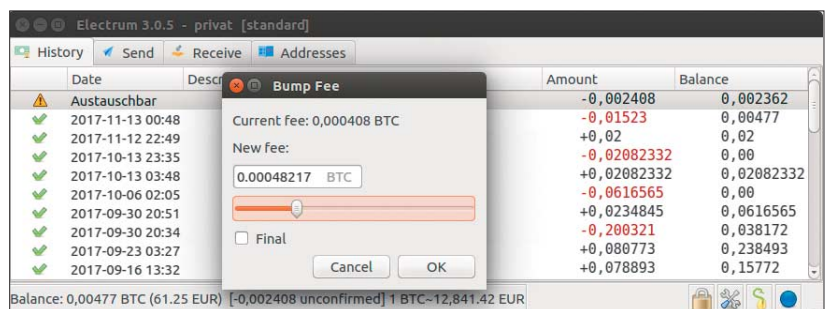 Electrum 3.0.5 - privat [standard]
History Send Receive Addresses
Date Descr Amount Balance
Austauschbar -0,002408 0,002362
2017-11-13 00:48 -0,01523 0,00477
2017-11-12 22:49 +0,02 0,02
2017-10-13 23:35 -0,02082332 0,00
2017-10-13 03:48 +0,02082332 0,02082332
2017-10-06 02:05 -0,0616565 0,00
2017-09-30 20:51 +0,0234845 0,0616565
2017-09-30 20:34 -0,200321 0,038172
2017-09-23 03:27 +0,080773 0,238493
2017-09-16 13:32 +0,078893 0,15772
Bump Fee
Current fee: 0,000408 BTC
New fee:
0.00048217 BTC
Final
Cancel OK
Balance: 0,00477 BTC (61.25 EUR) [-0,002408 unconfirmed] 1 BTC~12,841.42 EUR